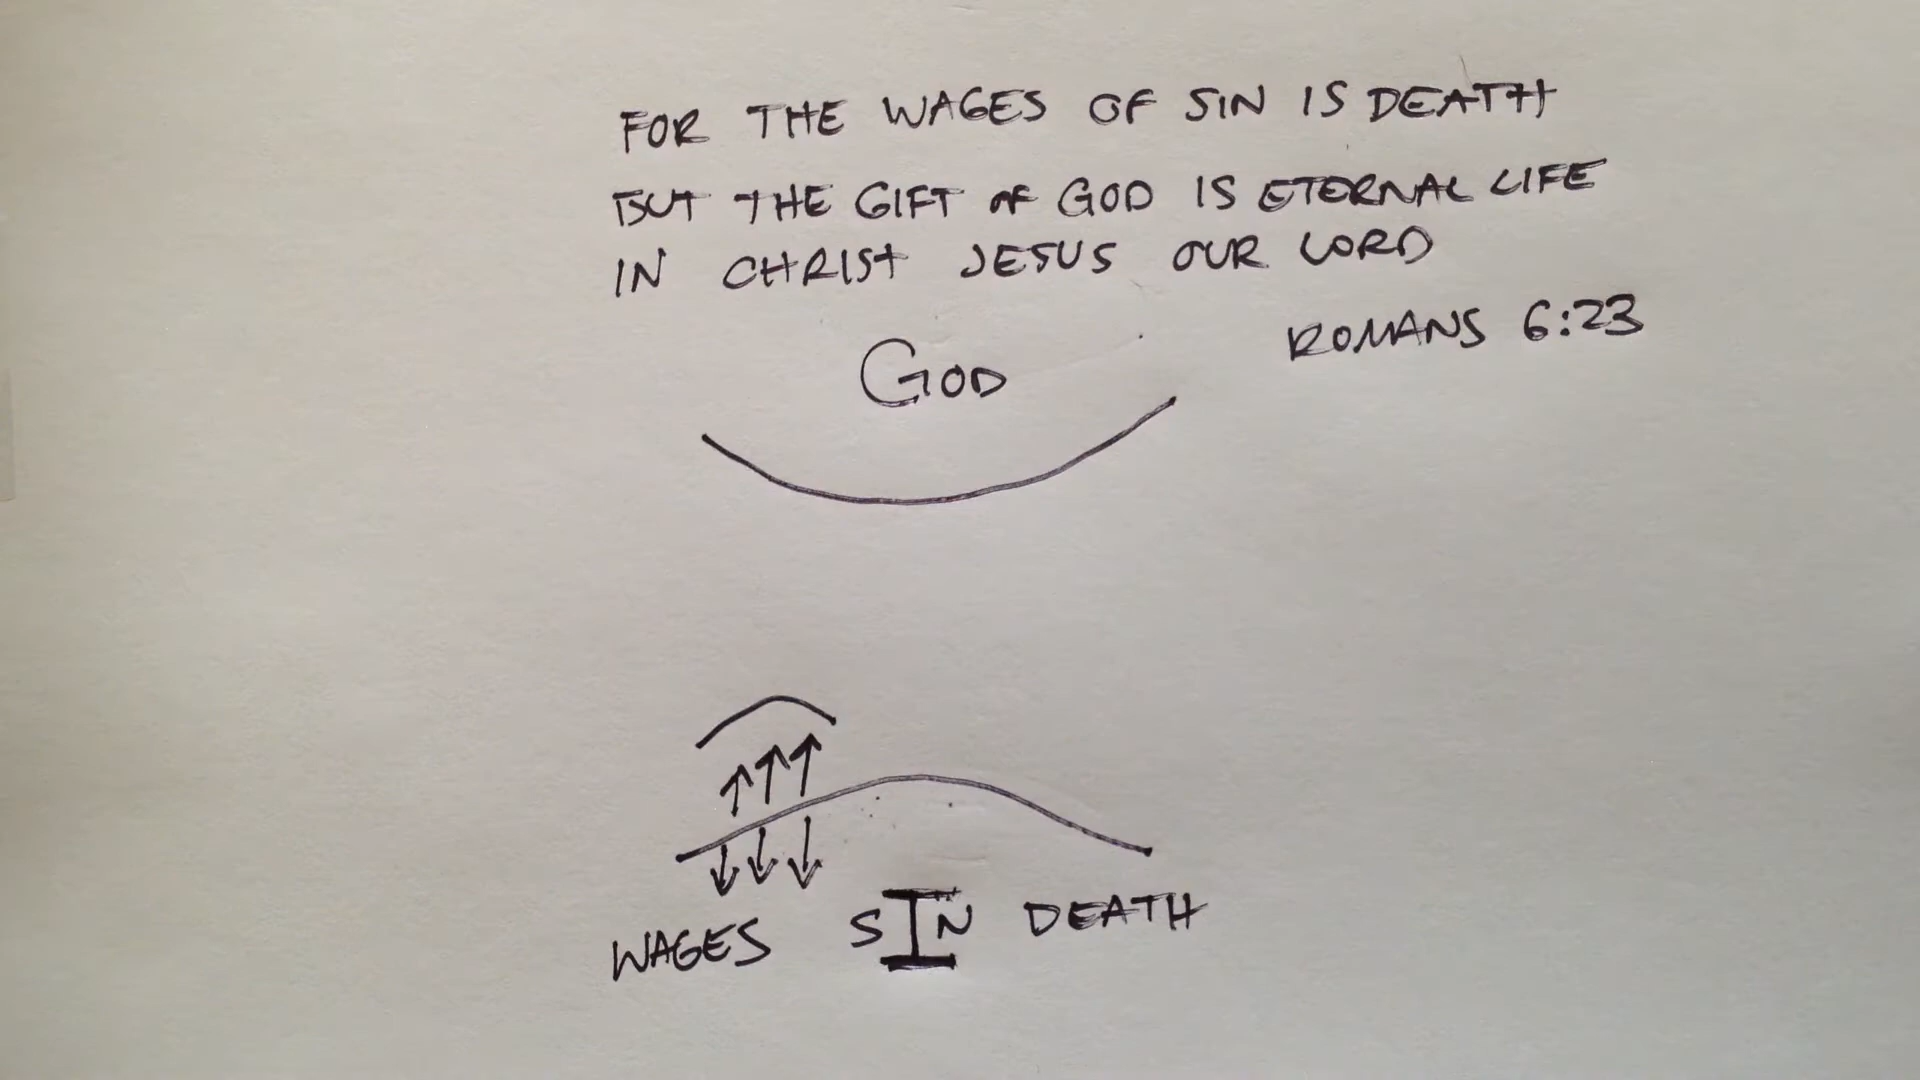 FOR THE WAGES OF SIN IS DEATH
BUT THE GIFT OF GOD IS ETERNAL LIFE
IN CHRIST JESUS OUR LORD
ROMANS 6:23
GOD
WAGES SIN DEATH